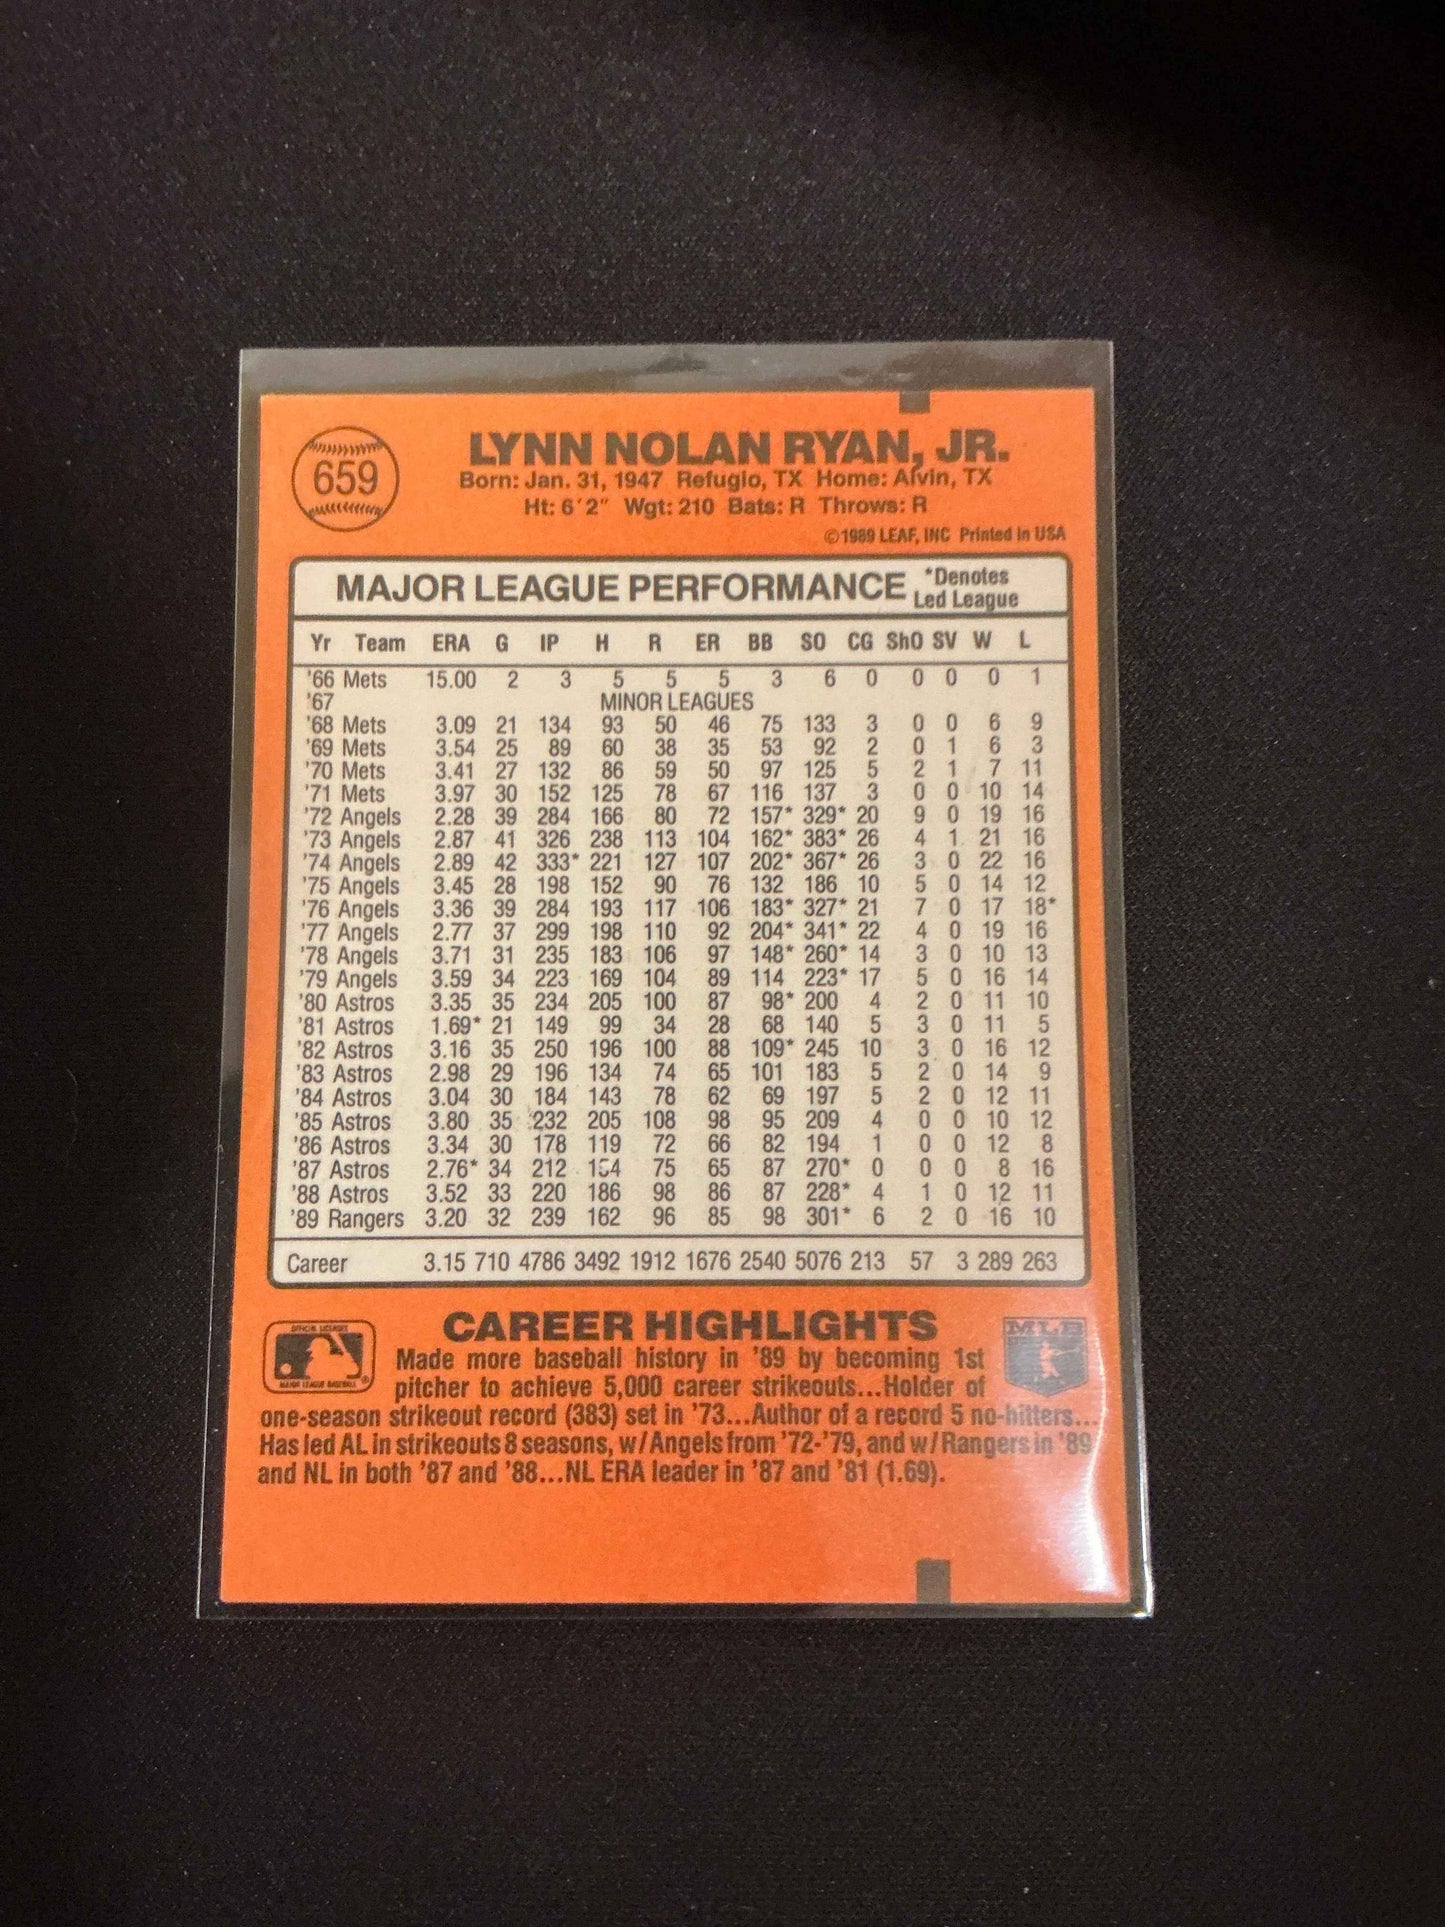 659
LYNN NOLAN RYAN, JR.
Born: Jan. 31, 1947 Refugio, TX Home: Alvin, TX
Ht: 6'2" Wgt: 210 Bats: R Throws: R
©1989 LEAF, INC Printed in USA
MAJOR LEAGUE PERFORMANCE *Denotes Led League
Yr Team ERA G IP H R ER BB SO CG ShO SV W L
'66 Mets 15.00 2 3 5 5 5 3 6 0 0 0 0 1
'67 MINOR LEAGUES
'68 Mets 3.09 21 134 93 50 46 75 133 3 0 0 6 9
'69 Mets 3.54 25 89 60 38 35 53 92 2 0 1 6 3
'70 Mets 3.41 27 132 86 59 50 97 125 5 2 1 7 11
'71 Mets 3.97 30 152 125 78 67 116 137 3 0 0 10 14
'72 Angels 2.28 39 284 166 80 72 157* 329* 20 9 0 19 16
'73 Angels 2.87 41 326 238 113 104 162* 383* 26 4 1 21 16
'74 Angels 2.89 42 333* 221 127 107 202* 367* 26 3 0 22 16
'75 Angels 3.45 28 198 152 90 76 132 186 10 5 0 14 12
'76 Angels 3.36 39 284 193 117 106 183* 327* 21 7 0 17 18*
'77 Angels 2.77 37 299 198 110 92 204* 341* 22 4 0 19 16
'78 Angels 3.71 31 235 183 106 97 148* 260* 14 3 0 10 13
'79 Angels 3.59 34 223 169 104 89 114 223* 17 5 0 16 14
'80 Astros 3.35 35 234 205 100 87 98* 200 4 2 0 11 10
'81 Astros 1.69* 21 149 99 34 28 68 140 5 3 0 11 5
'82 Astros 3.16 35 250 196 100 88 109* 245 10 3 0 16 12
'83 Astros 2.98 29 196 134 74 65 101 183 5 2 0 14 9
'84 Astros 3.04 30 184 143 78 62 69 197 5 2 0 12 11
'85 Astros 3.80 35 232 205 108 98 95 209 4 0 0 10 12
'86 Astros 3.34 30 178 119 72 66 82 194 1 0 0 12 8
'87 Astros 2.76* 34 212 154 75 65 87 270* 0 0 0 8 16
'88 Astros 3.52 33 220 186 98 86 87 228* 4 1 0 12 11
'89 Rangers 3.20 32 239 162 96 85 98 301* 6 2 0 16 10
Career 3.15 710 4786 3492 1912 1676 2540 5076 213 57 3 289 263
CAREER HIGHLIGHTS
OFFICIAL LICENSEE
MAJOR LEAGUE BASEBALL®
MLB
Made more baseball history in '89 by becoming 1st
pitcher to achieve 5,000 career strikeouts...Holder of
one-season strikeout record (383) set in '73...Author of a record 5 no-hitters...
Has led AL in strikeouts 8 seasons, w/Angels from '72-'79, and w/Rangers in '89
and NL in both '87 and '88...NL ERA leader in '87 and '81 (1.69).